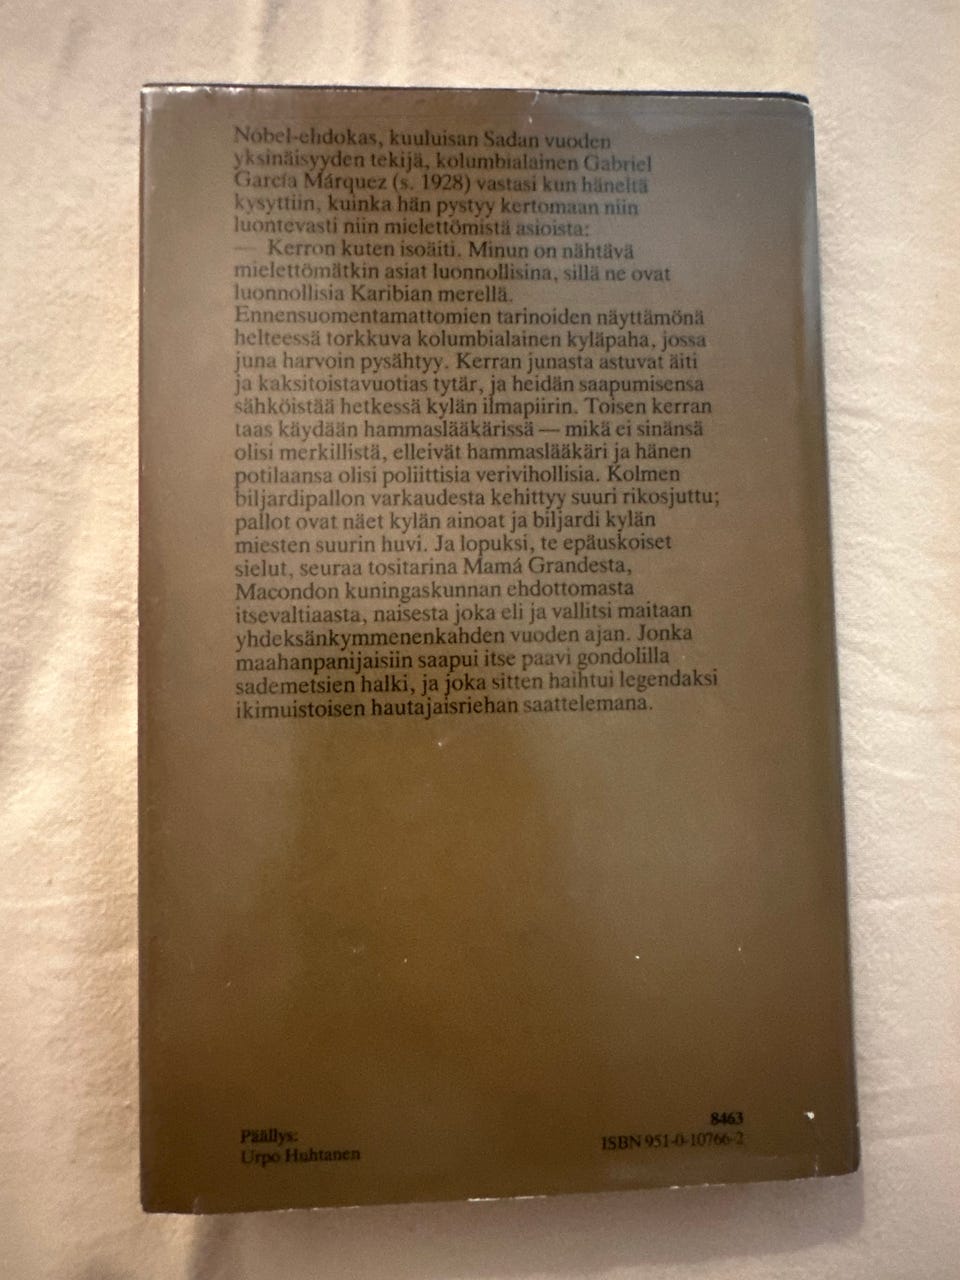 Nobel-ehdokas, kuuluisan Sadan vuoden
yksinäisyyden tekijä, kolumbialainen Gabriel
García Márquez (s. 1928) vastasi kun häneltä
kysyttiin, kuinka hän pystyy kertomaan niin
luontevasti niin mielettömistä asioista:
— Kerron kuten isoäiti. Minun on nähtävä
mielettömätkin asiat luonnollisina, sillä ne ovat
luonnollisia Karibian merellä.
Ennensuomentamattomien tarinoiden näyttämönä
helteessä torkkuva kolumbialainen kyläpaha, jossa
juna harvoin pysähtyy. Kerran junasta astuvat äiti
ja kaksitoistavuotias tytär, ja heidän saapumisensa
sähköistää hetkessä kylän ilmapiirin. Toisen kerran
taas käydään hammaslääkärissä — mikä ei sinänsä
olisi merkillistä, elleivät hammaslääkäri ja hänen
potilaansa olisi poliittisia verivihollisia. Kolmen
biljardipallon varkaudesta kehittyy suuri rikosjuttu;
pallot ovat näet kylän ainoat ja biljardi kylän
miesten suurin huvi. Ja lopuksi, te epäuskoiset
sielut, seuraa tositarina Mamá Grandesta,
Macondon kuningaskunnan ehdottomasta
itsevaltiaasta, naisesta joka eli ja vallitsi maitaan
yhdeksänkymmenenkahden vuoden ajan. Jonka
maahanpanijaisiin saapui itse paavi gondolilla
sademetsien halki, ja joka sitten haihtui legendaksi
ikimuistoisen hautajaisriehan saattelemana.
8463
Päällys:
Urpo Huhtanen
ISBN 951-0-10766-2